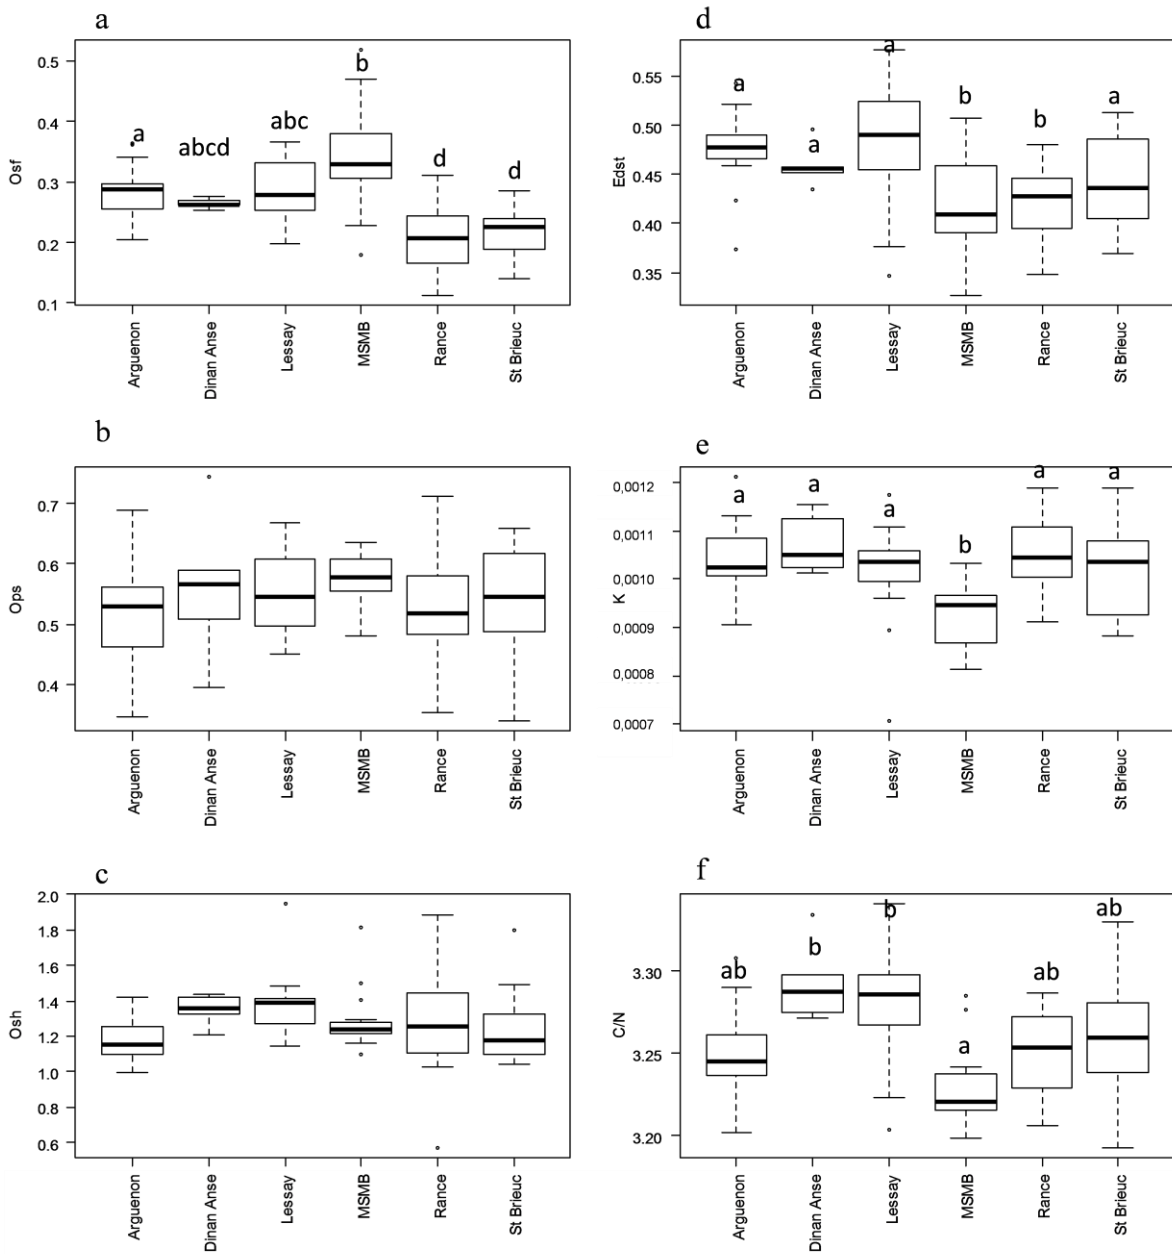 a
0.5
0.4
0.3
0.2
0.1
Osf
a
abcd
abc
b
d
d
Arguenon
Dinan Anse
Lessay
MSMB
Rance
St Brieuc
d
0.55
0.50
0.45
0.40
0.35
Edst
a
a
a
b
b
a
Arguenon
Dinan Anse
Lessay
MSMB
Rance
St Brieuc
b
0.7
0.6
0.5
0.4
Ops
Arguenon
Dinan Anse
Lessay
MSMB
Rance
St Brieuc
e
0,0012
0,0011
0,0010
0,0009
0,0008
0,0007
K
a
a
a
b
a
a
Arguenon
Dinan Anse
Lessay
MSMB
Rance
St Brieuc
c
2.0
1.8
1.6
1.4
1.2
1.0
0.8
0.6
Osh
Arguenon
Dinan Anse
Lessay
MSMB
Rance
St Brieuc
f
3.30
3.25
3.20
C/N
ab
b
b
a
ab
ab
Arguenon
Dinan Anse
Lessay
MSMB
Rance
St Brieuc